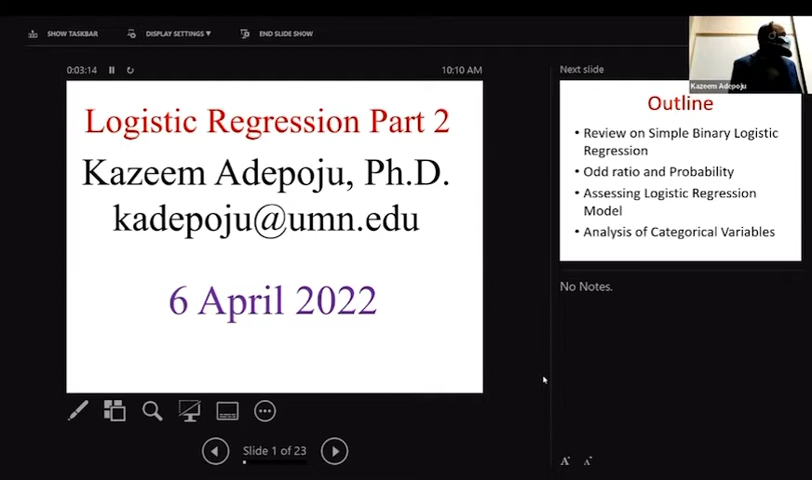 SHOW TASKBAR
DISPLAY SETTINGS ▼
END SLIDE SHOW
0:03:14
10:10 AM
Logistic Regression Part 2
Kazeem Adepoju, Ph.D.
kadepoju@umn.edu
6 April 2022
Slide 1 of 23
Next slide
Kazeem Adepoju
Outline
• Review on Simple Binary Logistic
Regression
• Odd ratio and Probability
• Assessing Logistic Regression
Model
• Analysis of Categorical Variables
No Notes.
A A